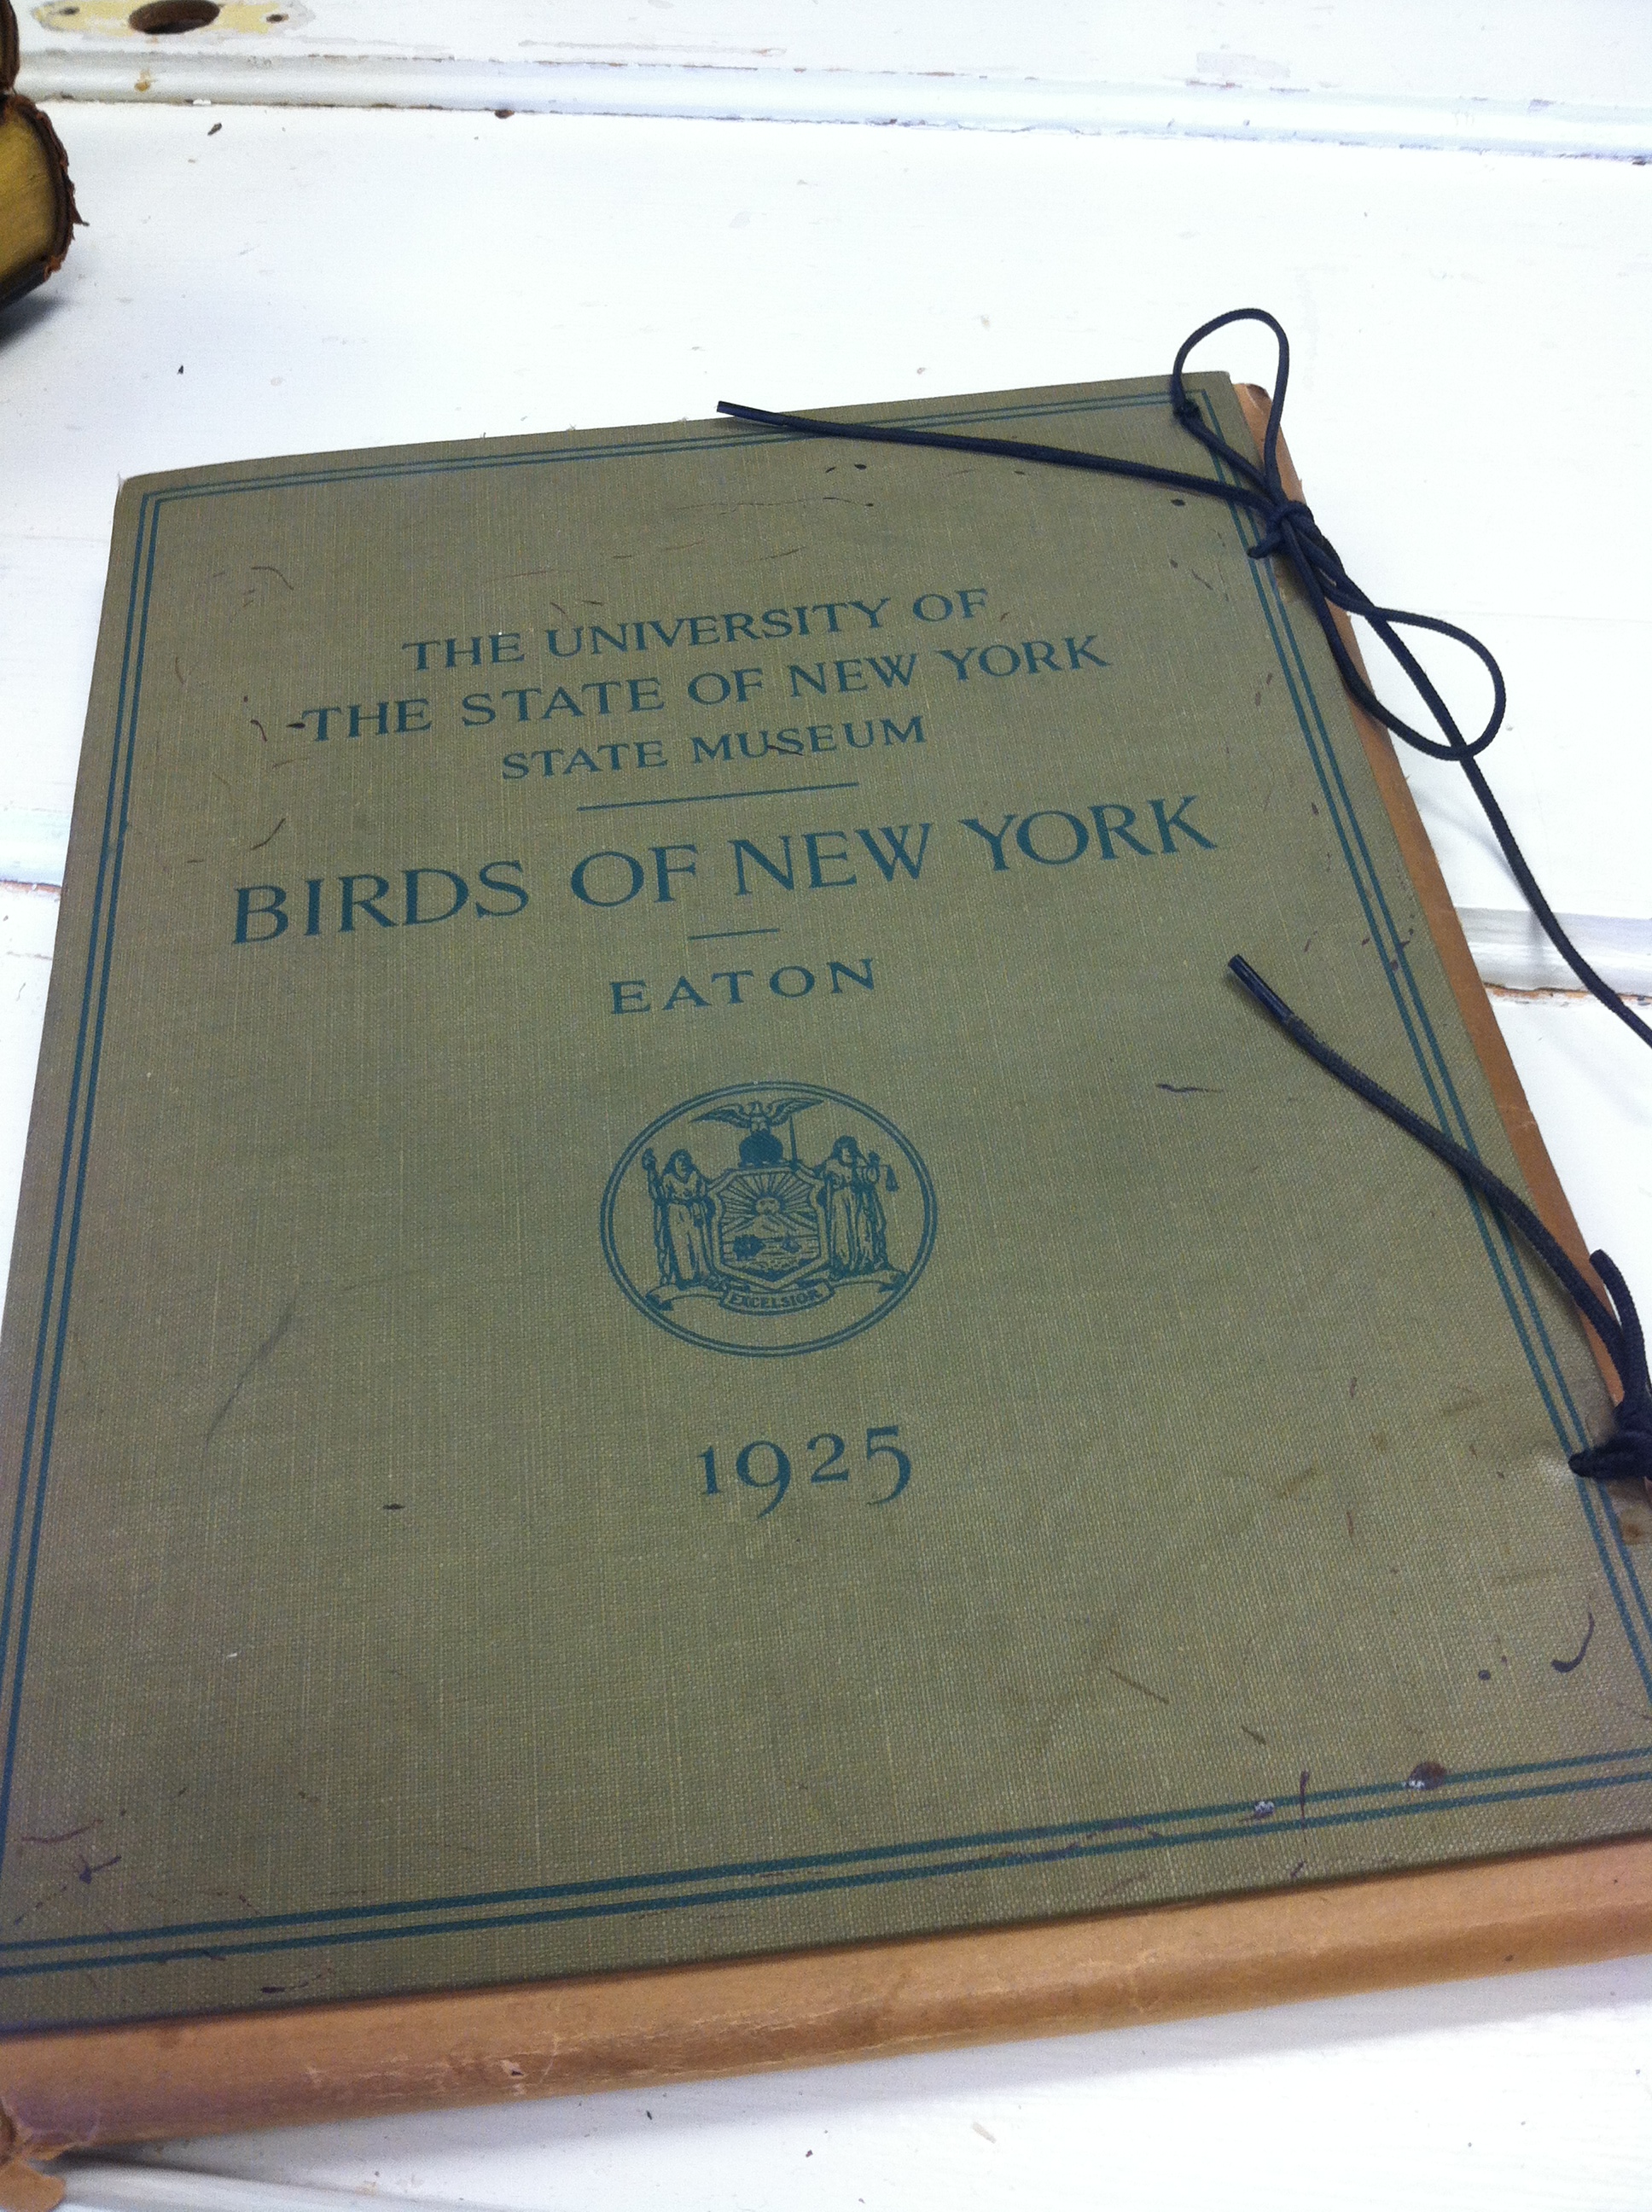 THE UNIVERSITY OF
THE STATE OF NEW YORK
STATE MUSEUM
BIRDS OF NEW YORK
EATON
EXCELSIOR
1925